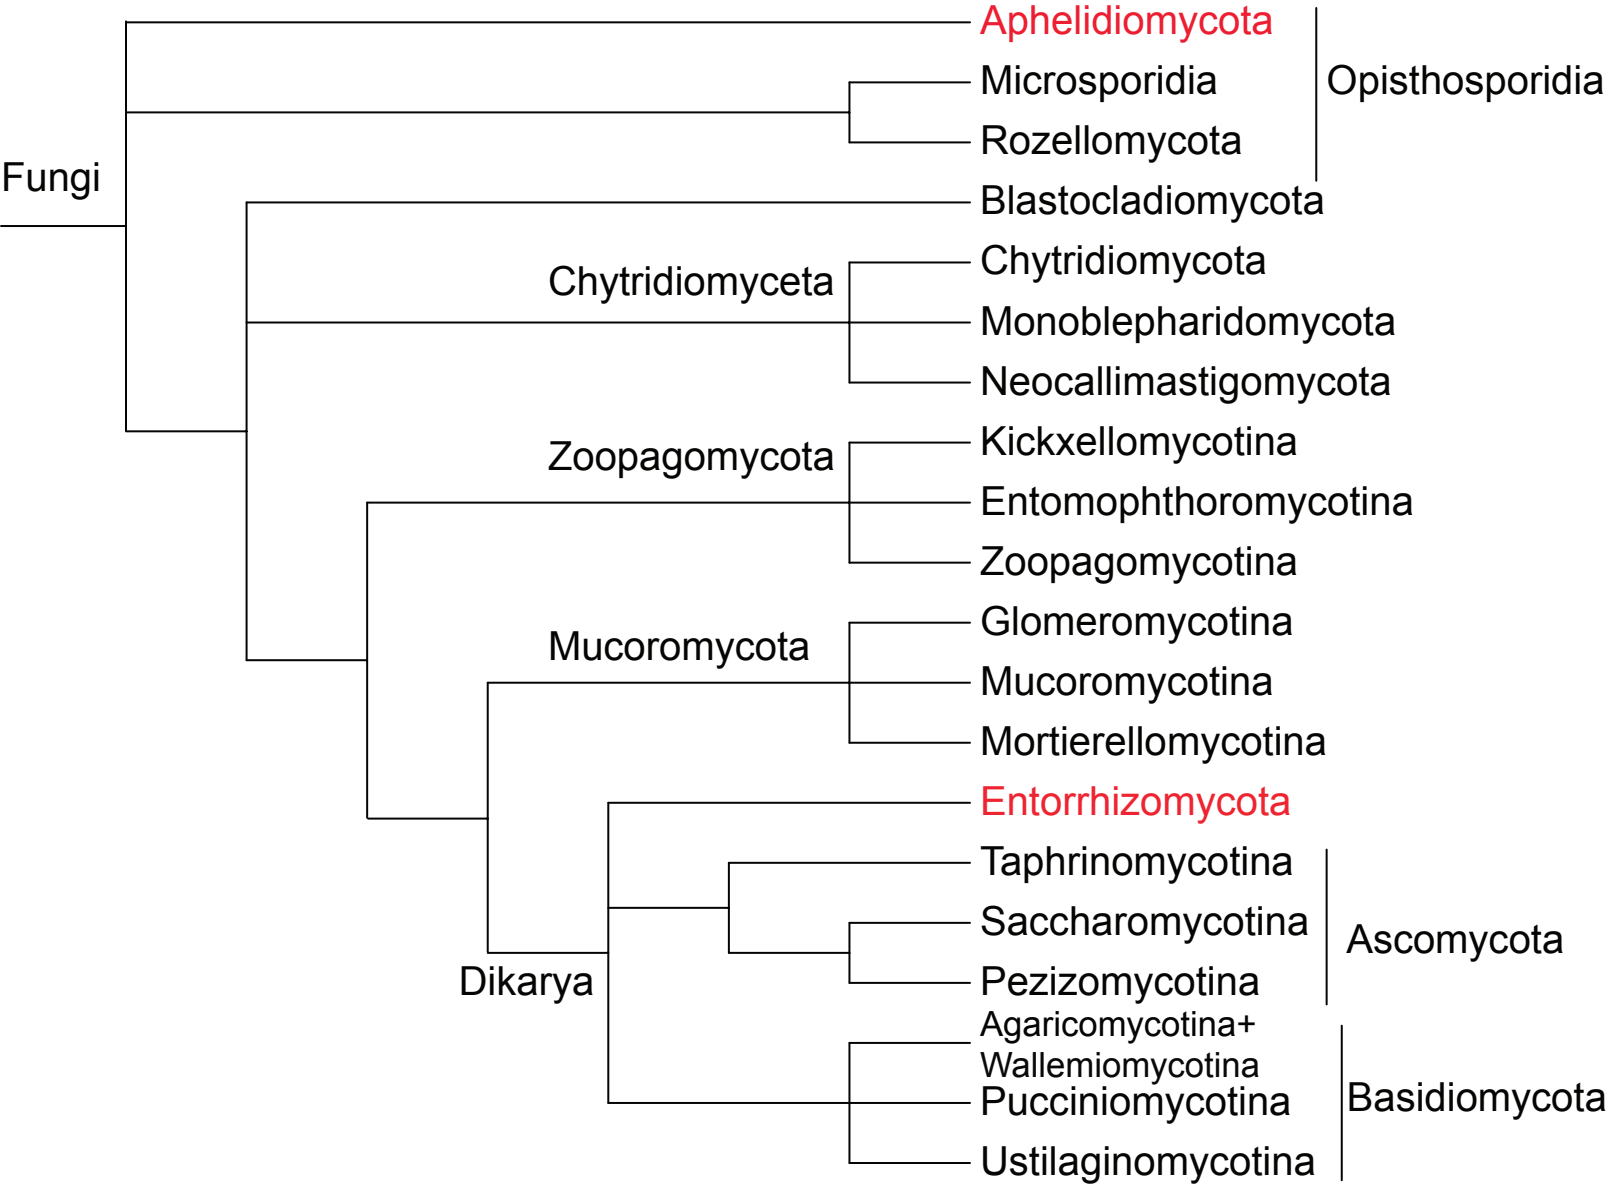 Aphelidiomycota
Microsporidia
Opisthosporidia
Rozellomycota
Fungi
Blastocladiomycota
Chytridiomycota
Chytridiomyceta
Monoblepharidomycota
Neocallimastigomycota
Kickxellomycotina
Zoopagomycota
Entomophthoromycotina
Zoopagomycotina
Glomeromycotina
Mucoromycota
Mucoromycotina
Mortierellomycotina
Entorrhizomycota
Taphrinomycotina
Saccharomycotina
Ascomycota
Dikarya
Pezizomycotina
Agaricomycotina+
Wallemiomycotina
Pucciniomycotina
Basidiomycota
Ustilaginomycotina